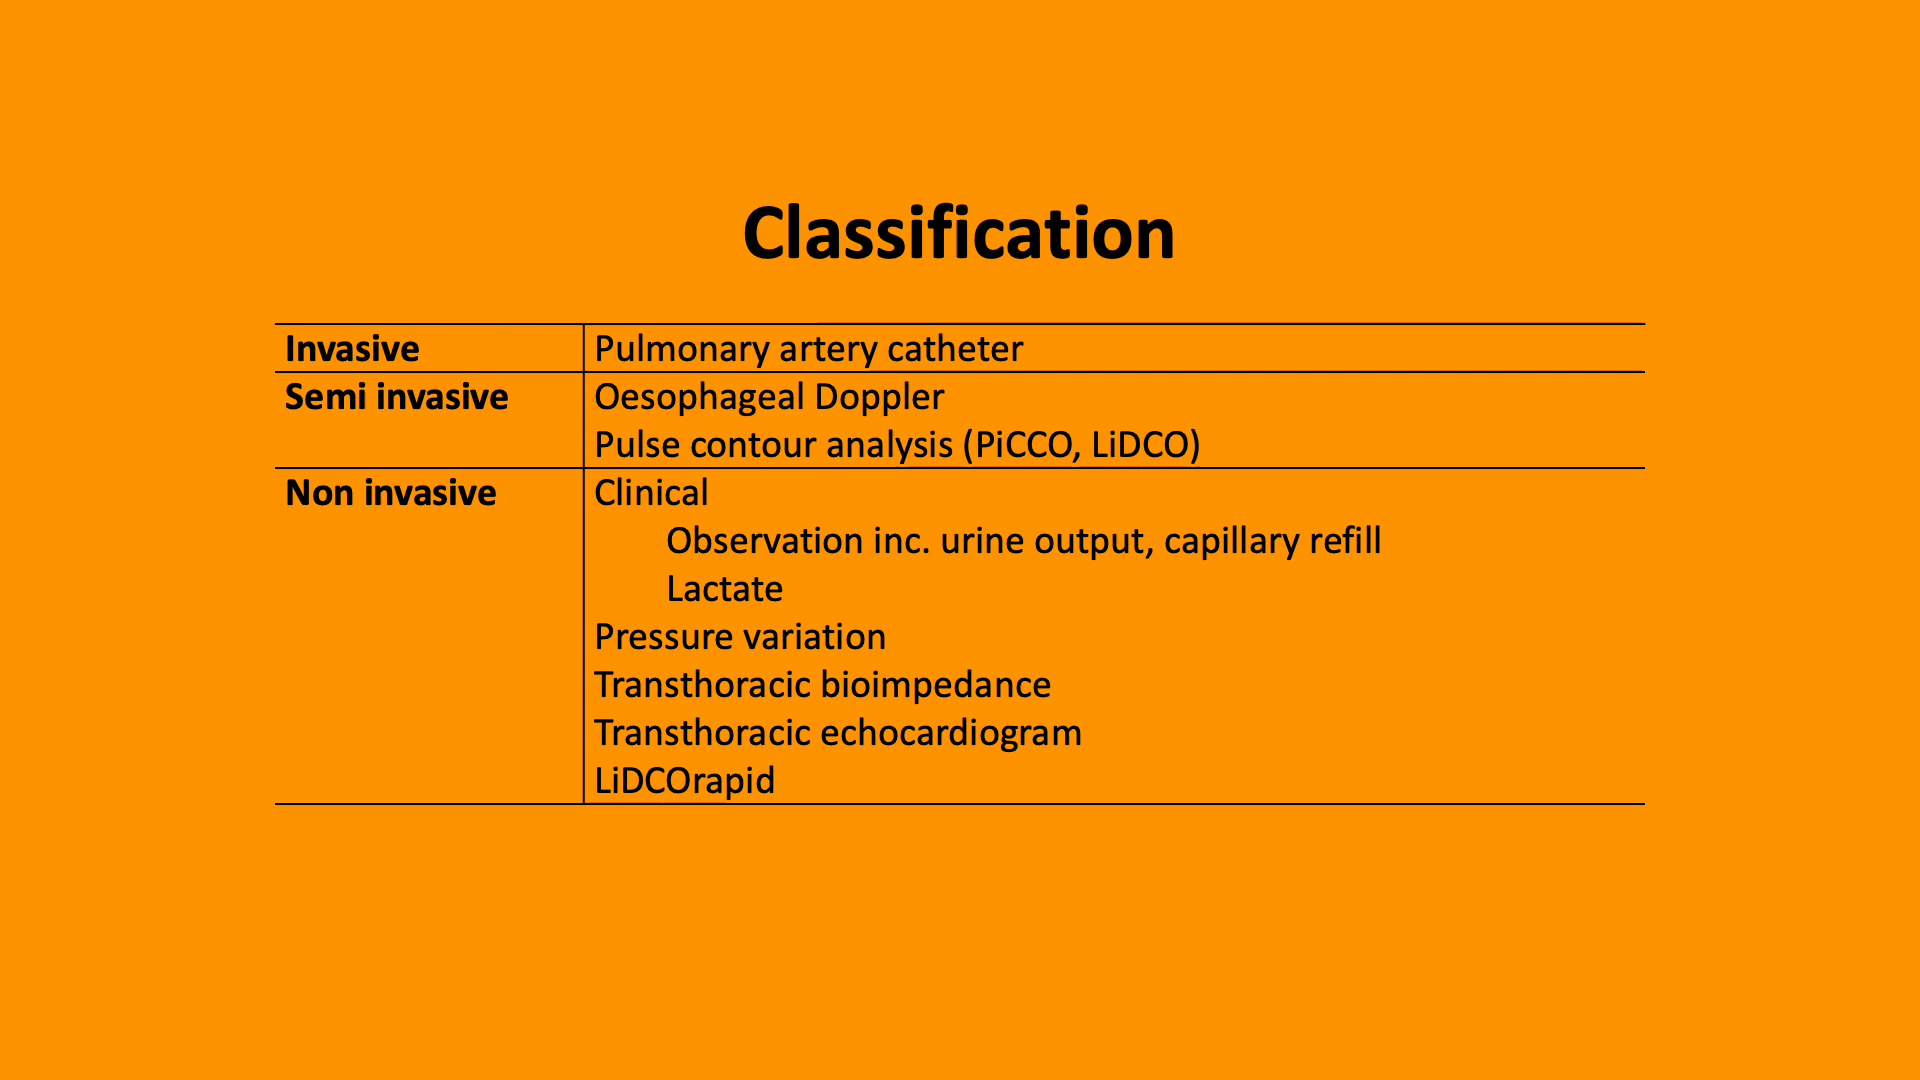 Classification
Invasive
Pulmonary artery catheter
Semi invasive
Oesophageal Doppler
Pulse contour analysis (PiCCO, LiDCO)
Non invasive
Clinical
Observation inc. urine output, capillary refill
Lactate
Pressure variation
Transthoracic bioimpedance
Transthoracic echocardiogram
LiDCOrapid